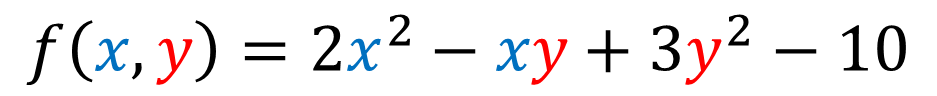 f(x, y) = 2x² − xy + 3y² − 10